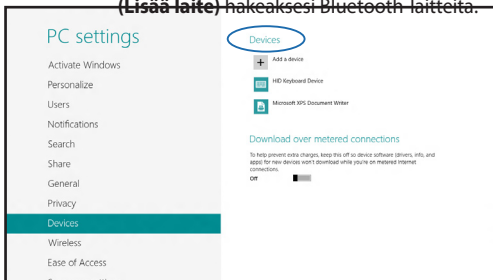 (Lisää laite) hakeaksesi Bluetooth-laitteita.
PC settings
Activate Windows
Personalize
Users
Notifications
Search
Share
General
Privacy
Devices
Wireless
Ease of Access
Devices
Add a device
HID Keyboard Device
Microsoft XPS Document Writer
Download over metered connections
To help prevent extra charges, keep this off so device software (drivers, info, and
apps) for new devices won't download while you're on metered Internet
connections.
Off